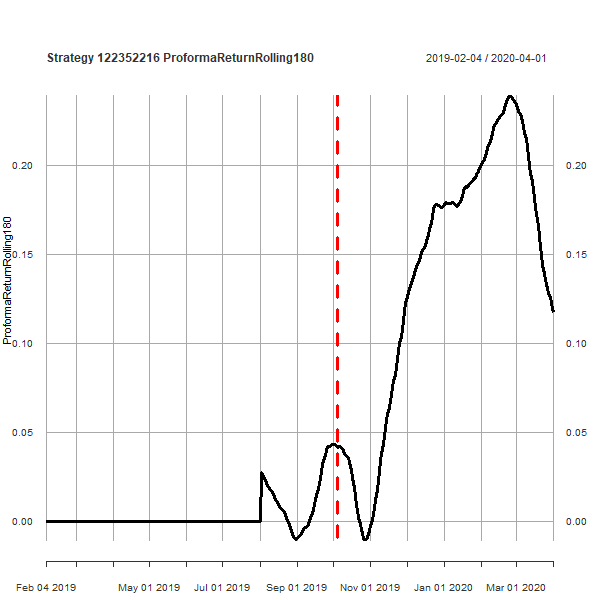 Strategy 122352216 ProformaReturnRolling180
2019-02-04 / 2020-04-01
ProformaReturnRolling180
0.20
0.15
0.10
0.05
0.00
0.20
0.15
0.10
0.05
0.00
Feb 04 2019
May 01 2019
Jul 01 2019
Sep 01 2019
Nov 01 2019
Jan 01 2020
Mar 01 2020